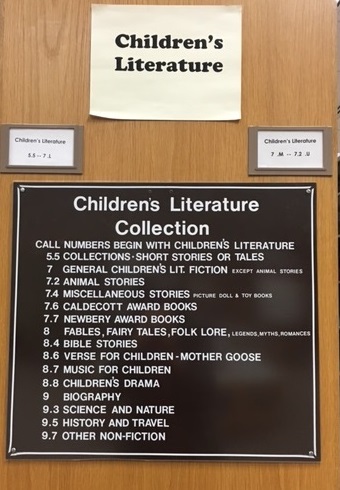 Children's
Literature
Children's Literature
5.5 -- 7 .L
Children's Literature
7 .M -- 7.2 .U
Children's Literature
Collection
CALL NUMBERS BEGIN WITH CHILDREN'S LITERATURE
5.5 COLLECTIONS-SHORT STORIES OR TALES
7 GENERAL CHILDREN'S LIT. FICTION EXCEPT ANIMAL STORIES
7.2 ANIMAL STORIES
7.4 MISCELLANEOUS STORIES PICTURE DOLL & TOY BOOKS
7.6 CALDECOTT AWARD BOOKS
7.7 NEWBERY AWARD BOOKS
8 FABLES, FAIRY TALES, FOLK LORE, LEGENDS, MYTHS, ROMANCES
8.4 BIBLE STORIES
8.6 VERSE FOR CHILDREN-MOTHER GOOSE
8.7 MUSIC FOR CHILDREN
8.8 CHILDREN'S DRAMA
9 BIOGRAPHY
9.3 SCIENCE AND NATURE
9.5 HISTORY AND TRAVEL
9.7 OTHER NON-FICTION